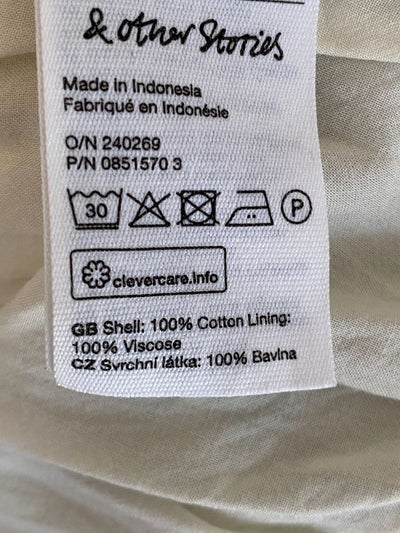 & Other Stories
Made in Indonesia
Fabriqué en Indonésie
O/N 240269
P/N 0851570 3
30 P
clevercare.info
GB Shell: 100% Cotton Lining:
100% Viscose
CZ Svrchní látka: 100% Bavlna